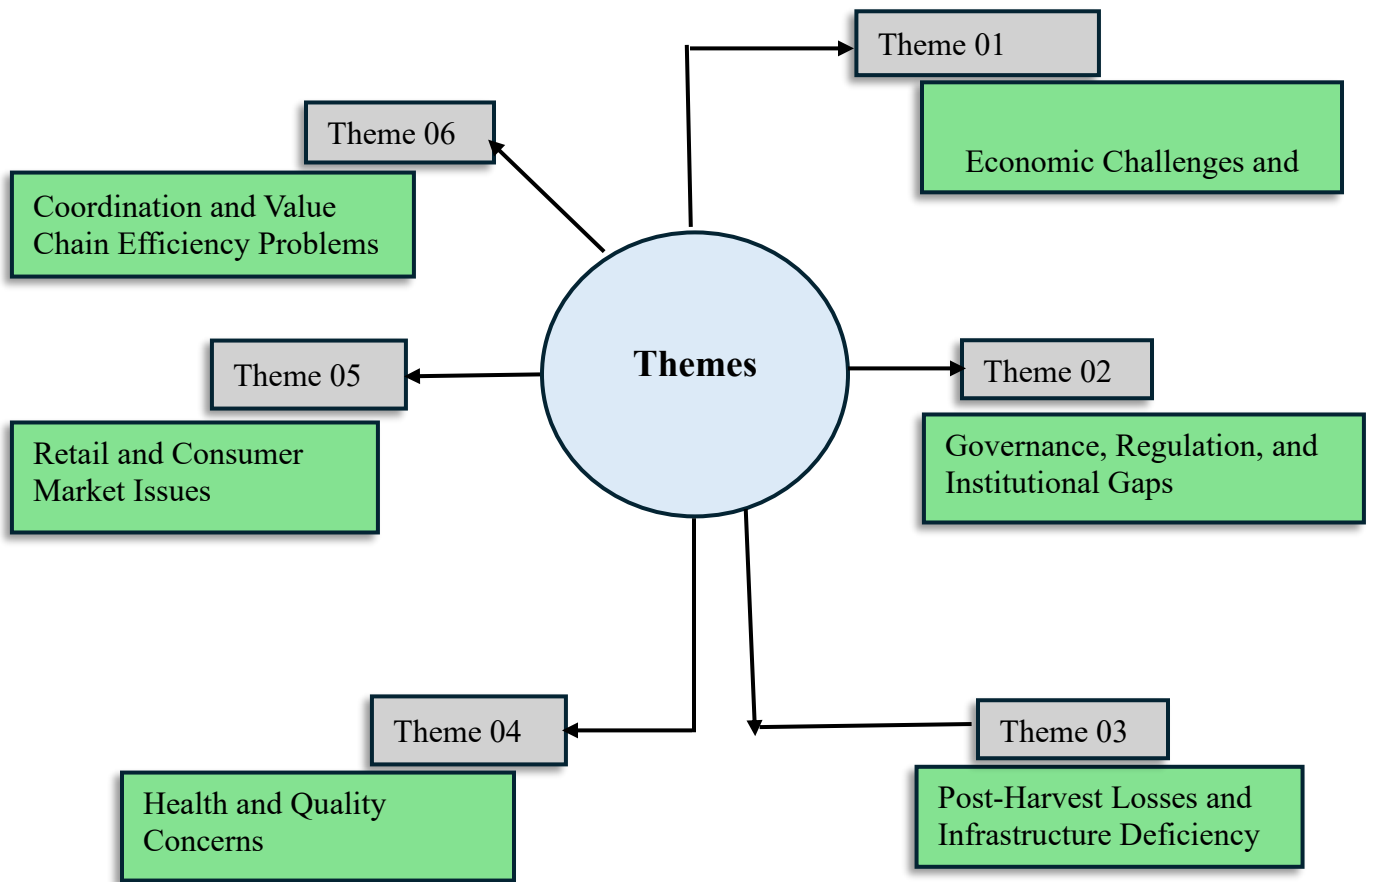 Theme 01
Economic Challenges and
Theme 06
Coordination and Value
Chain Efficiency Problems
Themes
Theme 05
Retail and Consumer
Market Issues
Theme 02
Governance, Regulation, and
Institutional Gaps
Theme 04
Health and Quality
Concerns
Theme 03
Post-Harvest Losses and
Infrastructure Deficiency